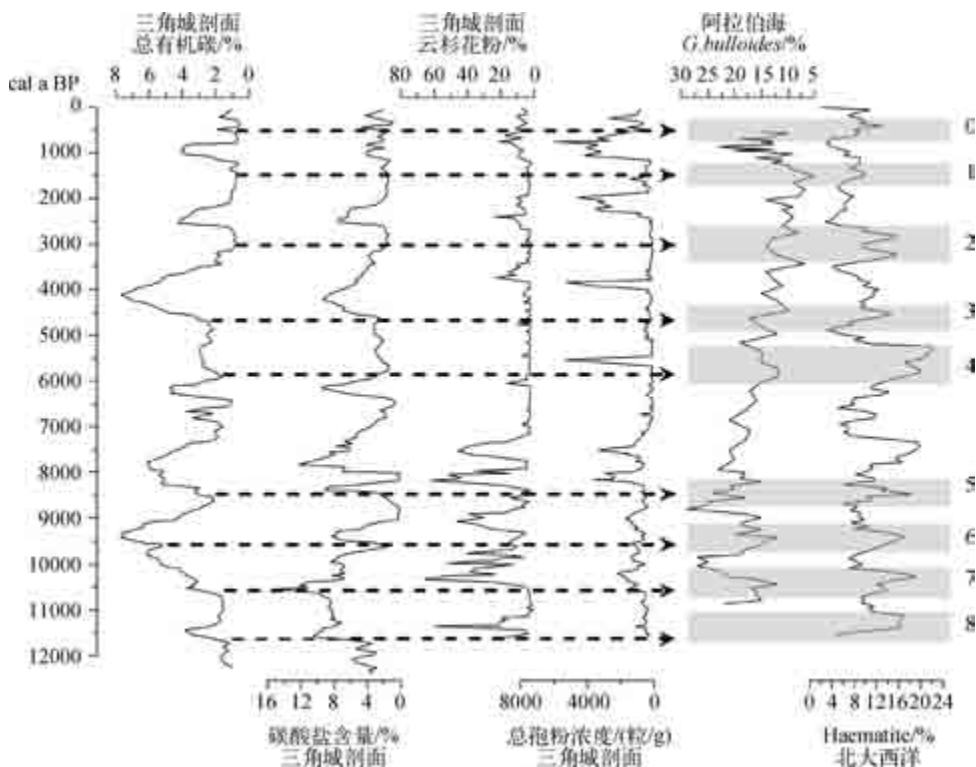 三角城剖面
总有机碳/%
8 6 4 2 0
三角城剖面
云杉花粉/%
80 60 40 20 0
阿拉伯海
G.bulloides/%
30 25 20 15 10 5
cal a BP
0
1000
2000
3000
4000
5000
6000
7000
8000
9000
10000
11000
12000
0
1
2
3
4
5
6
7
8
16 12 8 4 0
碳酸盐含量/%
三角城剖面
8000 4000 0
总孢粉浓度/(粒/g)
三角城剖面
0 4 8 12 16 20 24
Haematite/%
北大西洋